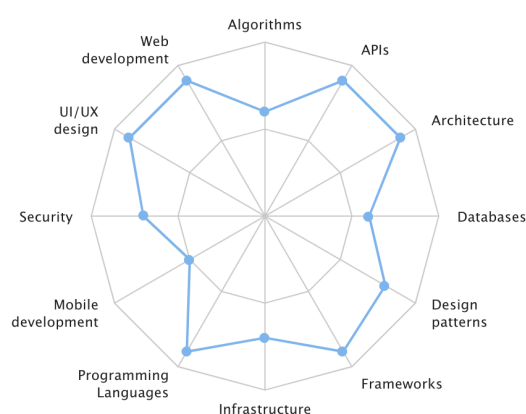 Algorithms
APIs
Architecture
Databases
Design
patterns
Frameworks
Infrastructure
Programming
Languages
Mobile
development
Security
UI/UX
design
Web
development